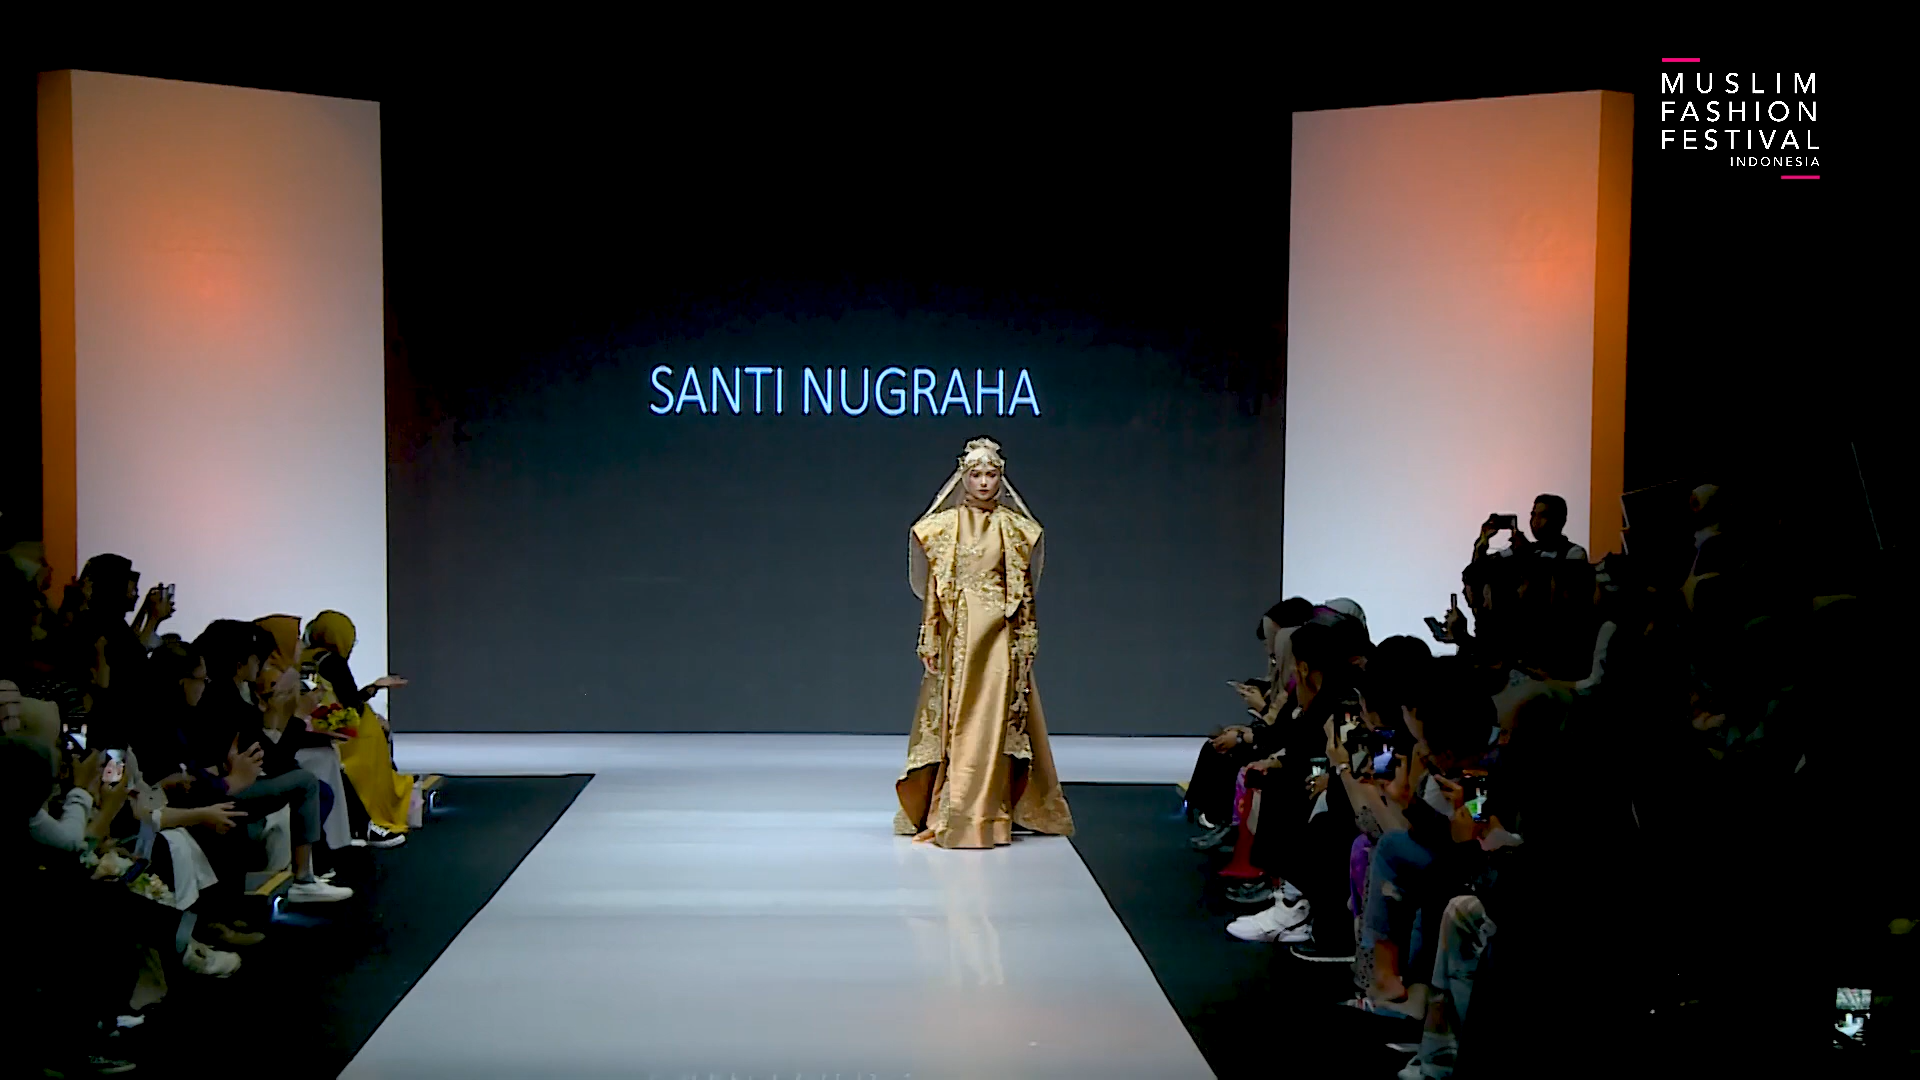 MUSLIM
FASHION
FESTIVAL
INDONESIA
SANTI NUGRAHA